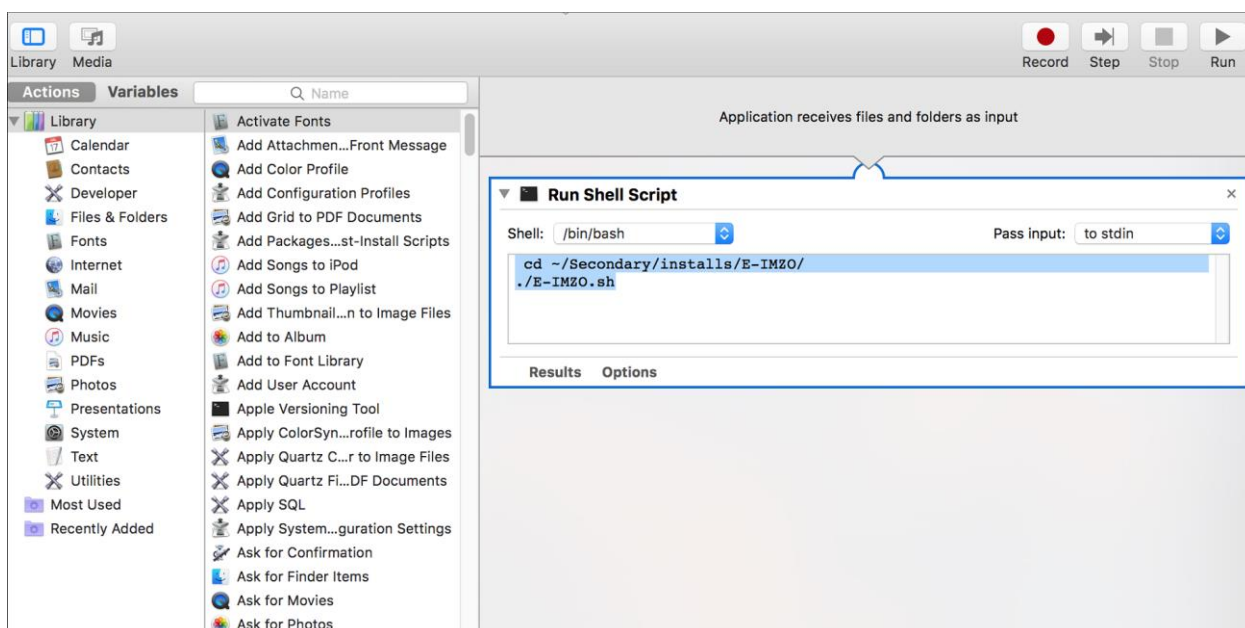 Library Media
Record Step Stop Run
Actions Variables
Name
Library
Calendar
Contacts
Developer
Files & Folders
Fonts
Internet
Mail
Movies
Music
PDFs
Photos
Presentations
System
Text
Utilities
Most Used
Recently Added
Activate Fonts
Add Attachmen...Front Message
Add Color Profile
Add Configuration Profiles
Add Grid to PDF Documents
Add Packages...st-Install Scripts
Add Songs to iPod
Add Songs to Playlist
Add Thumbnail...n to Image Files
Add to Album
Add to Font Library
Add User Account
Apple Versioning Tool
Apply ColorSyn...rofile to Images
Apply Quartz C...r to Image Files
Apply Quartz Fi...DF Documents
Apply SQL
Apply System...guration Settings
Ask for Confirmation
Ask for Finder Items
Ask for Movies
Ask for Photos
Application receives files and folders as input
Run Shell Script
Shell: /bin/bash Pass input: to stdin
cd ~/Secondary/installs/E-IMZO/
./E-IMZO.sh
Results Options